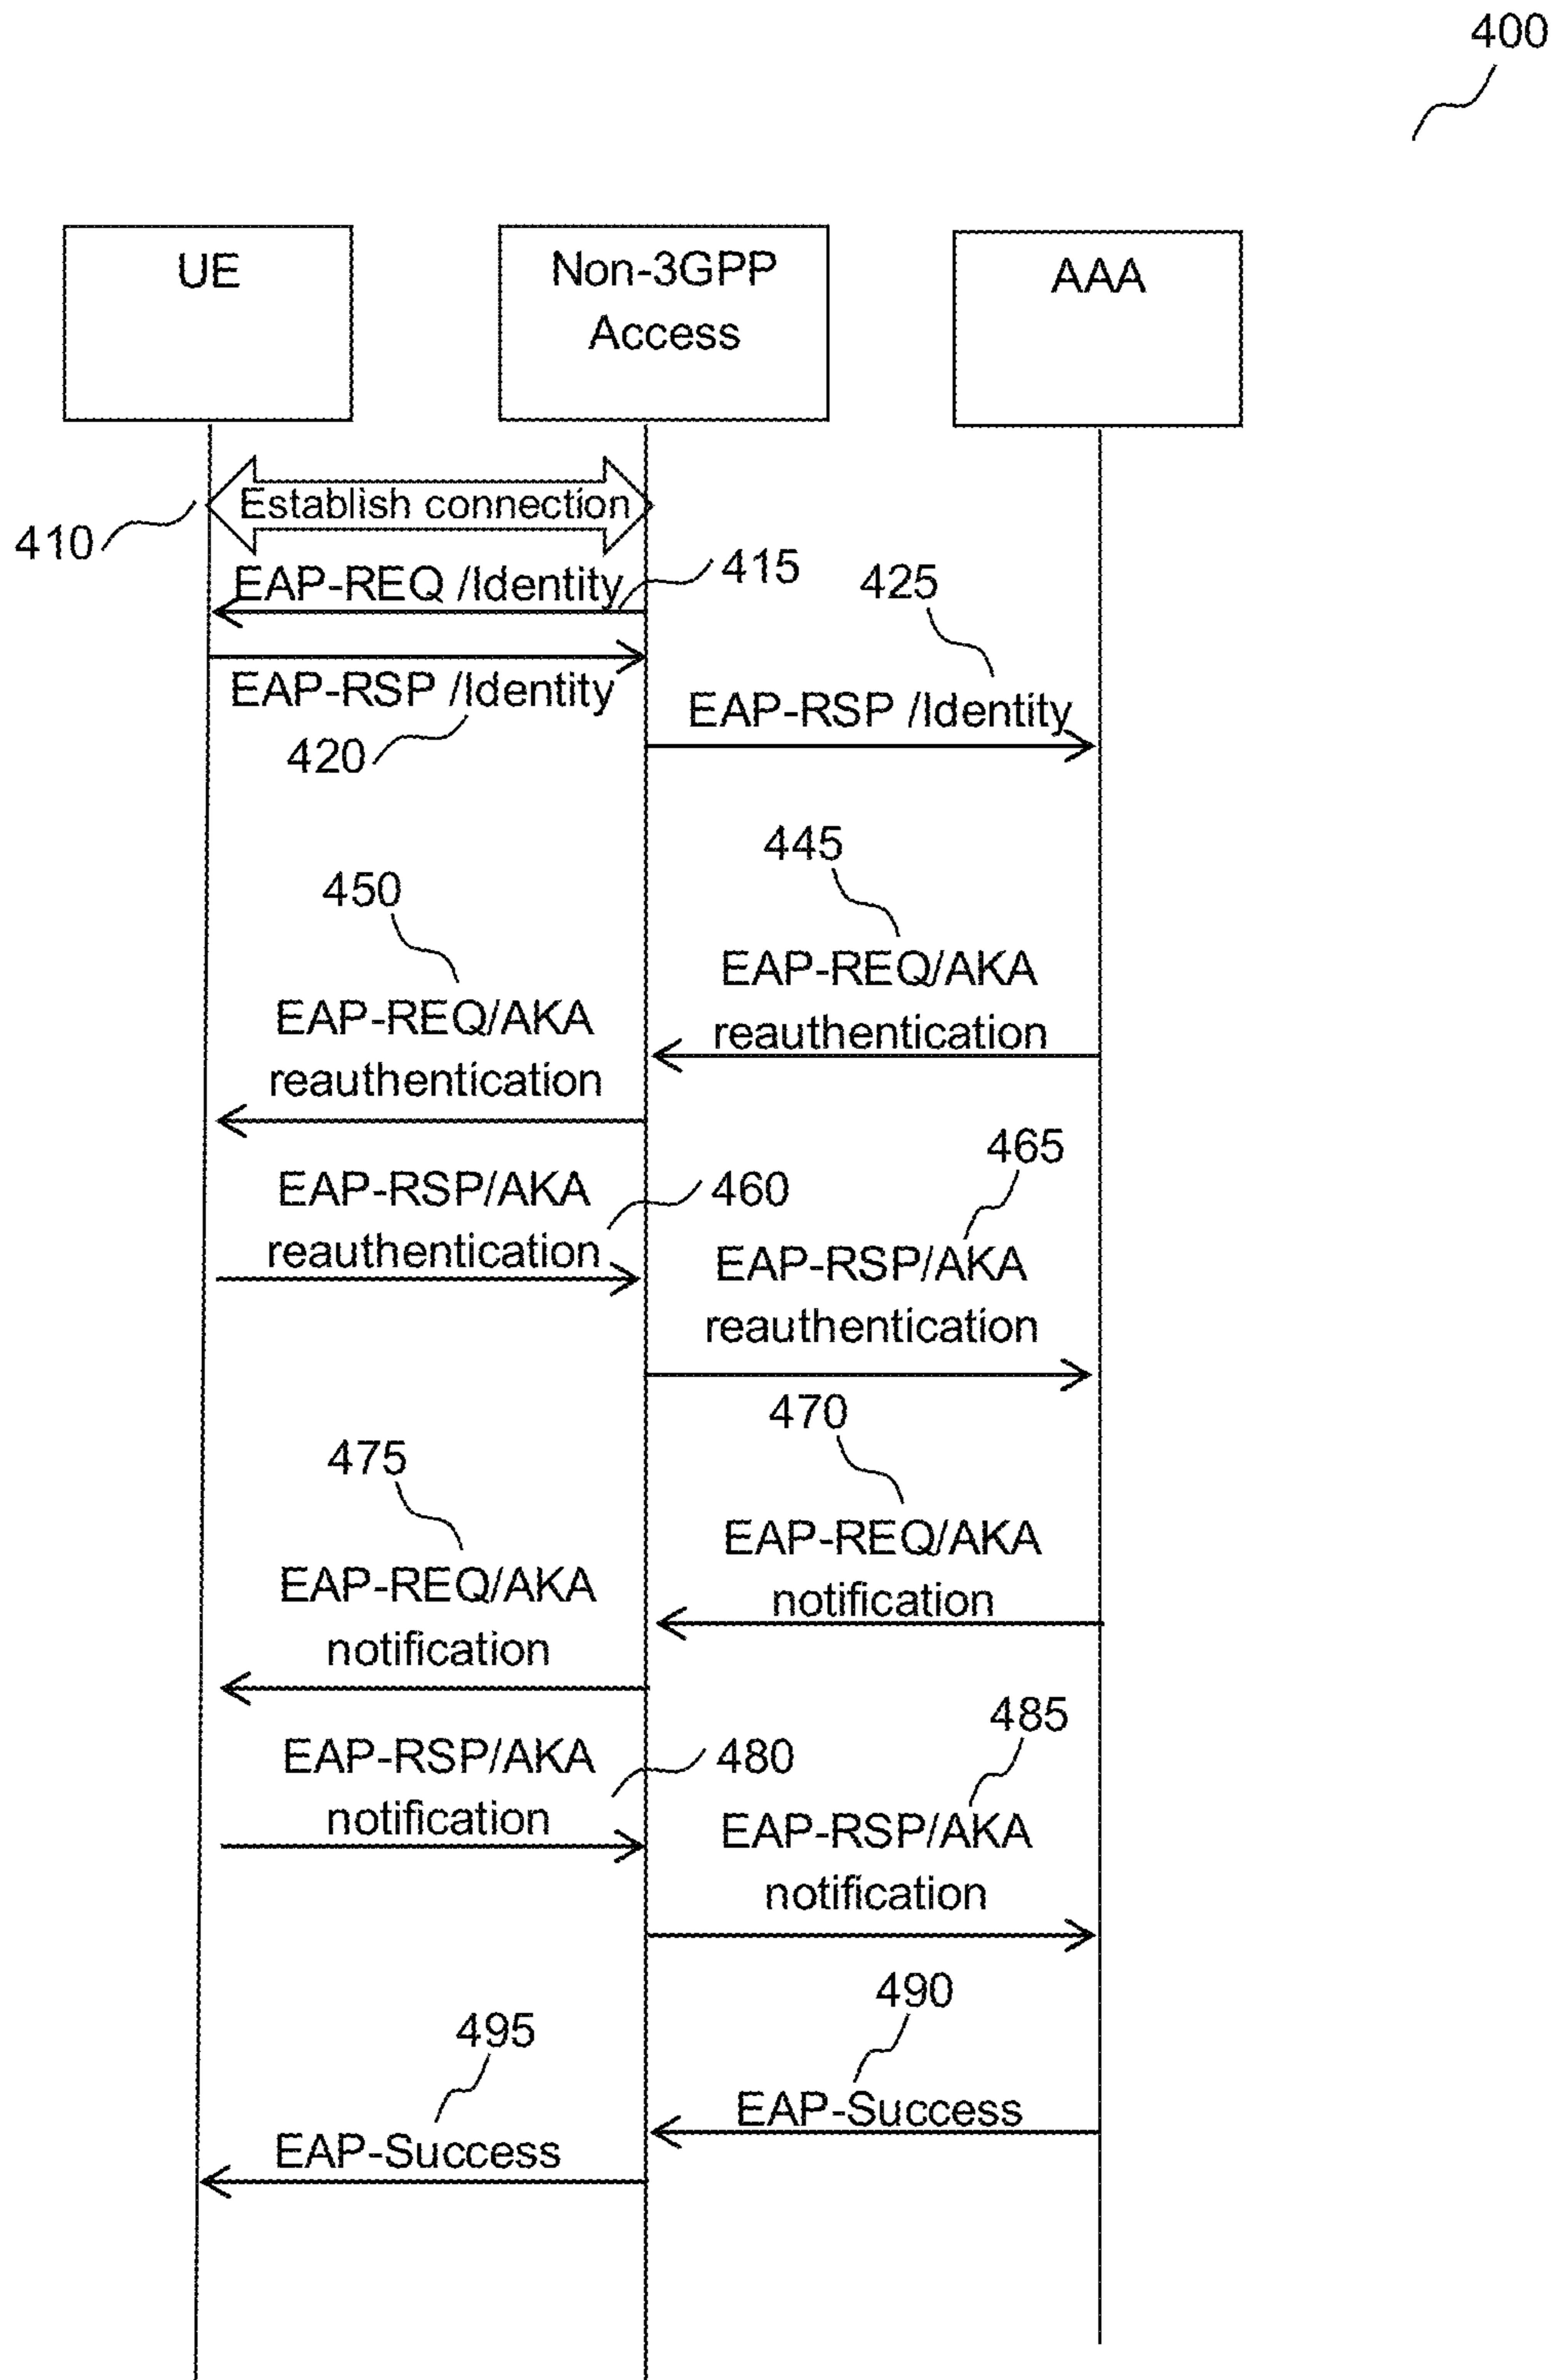 400
UE
Non-3GPP
Access
AAA
Establish connection
410
EAP-REQ /Identity
415
425
EAP-RSP /Identity
420
EAP-RSP /Identity
445
450
EAP-REQ/AKA
reauthentication
EAP-REQ/AKA
reauthentication
465
EAP-RSP/AKA
reauthentication
460
EAP-RSP/AKA
reauthentication
470
475
EAP-REQ/AKA
notification
EAP-REQ/AKA
notification
485
EAP-RSP/AKA
notification
480
EAP-RSP/AKA
notification
490
495
EAP-Success
EAP-Success